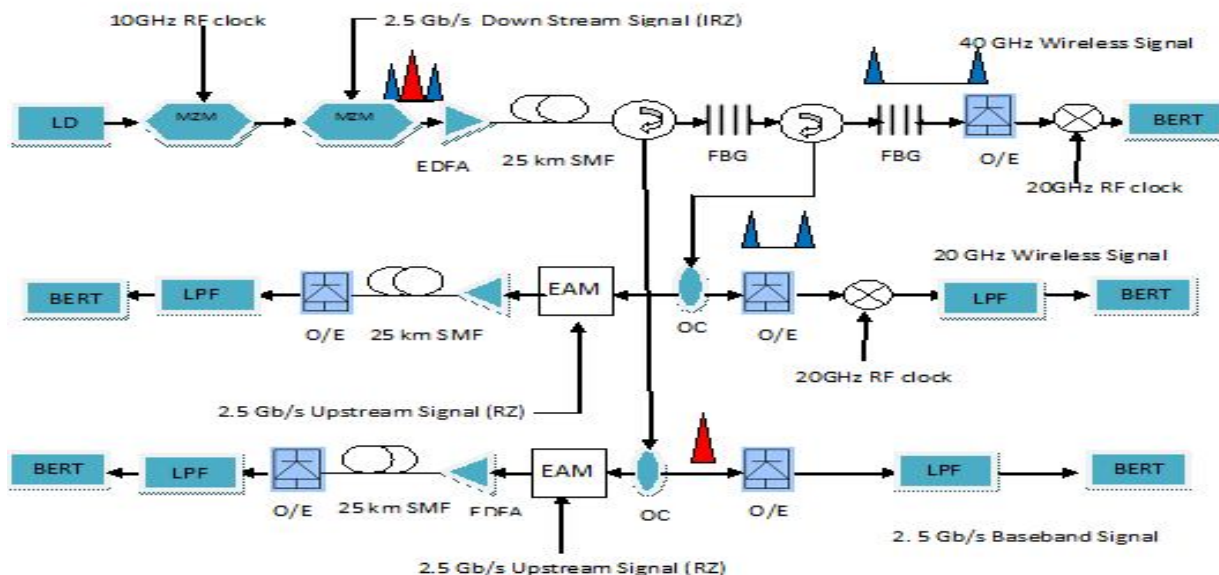 10GHz RF clock
2.5 Gb/s Down Stream Signal (IRZ)
40 GHz Wireless Signal
LD
MZM
MZM
EDFA
25 km SMF
FBG
FBG
O/E
BERT
20GHz RF clock
20 GHz Wireless Signal
BERT
LPF
O/E
25 km SMF
EAM
OC
O/E
LPF
BERT
20GHz RF clock
2.5 Gb/s Upstream Signal (RZ)
BERT
LPF
O/E
25 km SMF
EDFA
EAM
OC
O/E
LPF
BERT
2. 5 Gb/s Baseband Signal
2.5 Gb/s Upstream Signal (RZ)